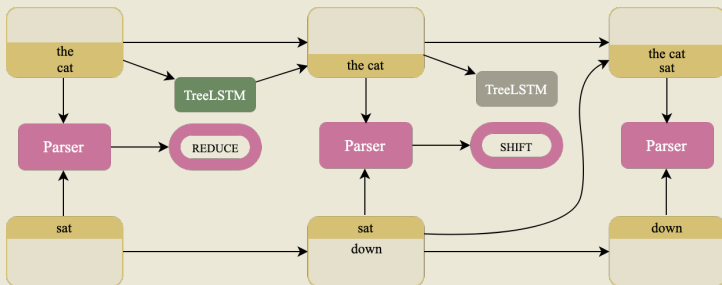 the
cat
the cat
the cat
sat
TreeLSTM
TreeLSTM
Parser
REDUCE
Parser
SHIFT
Parser
sat
sat
down
down